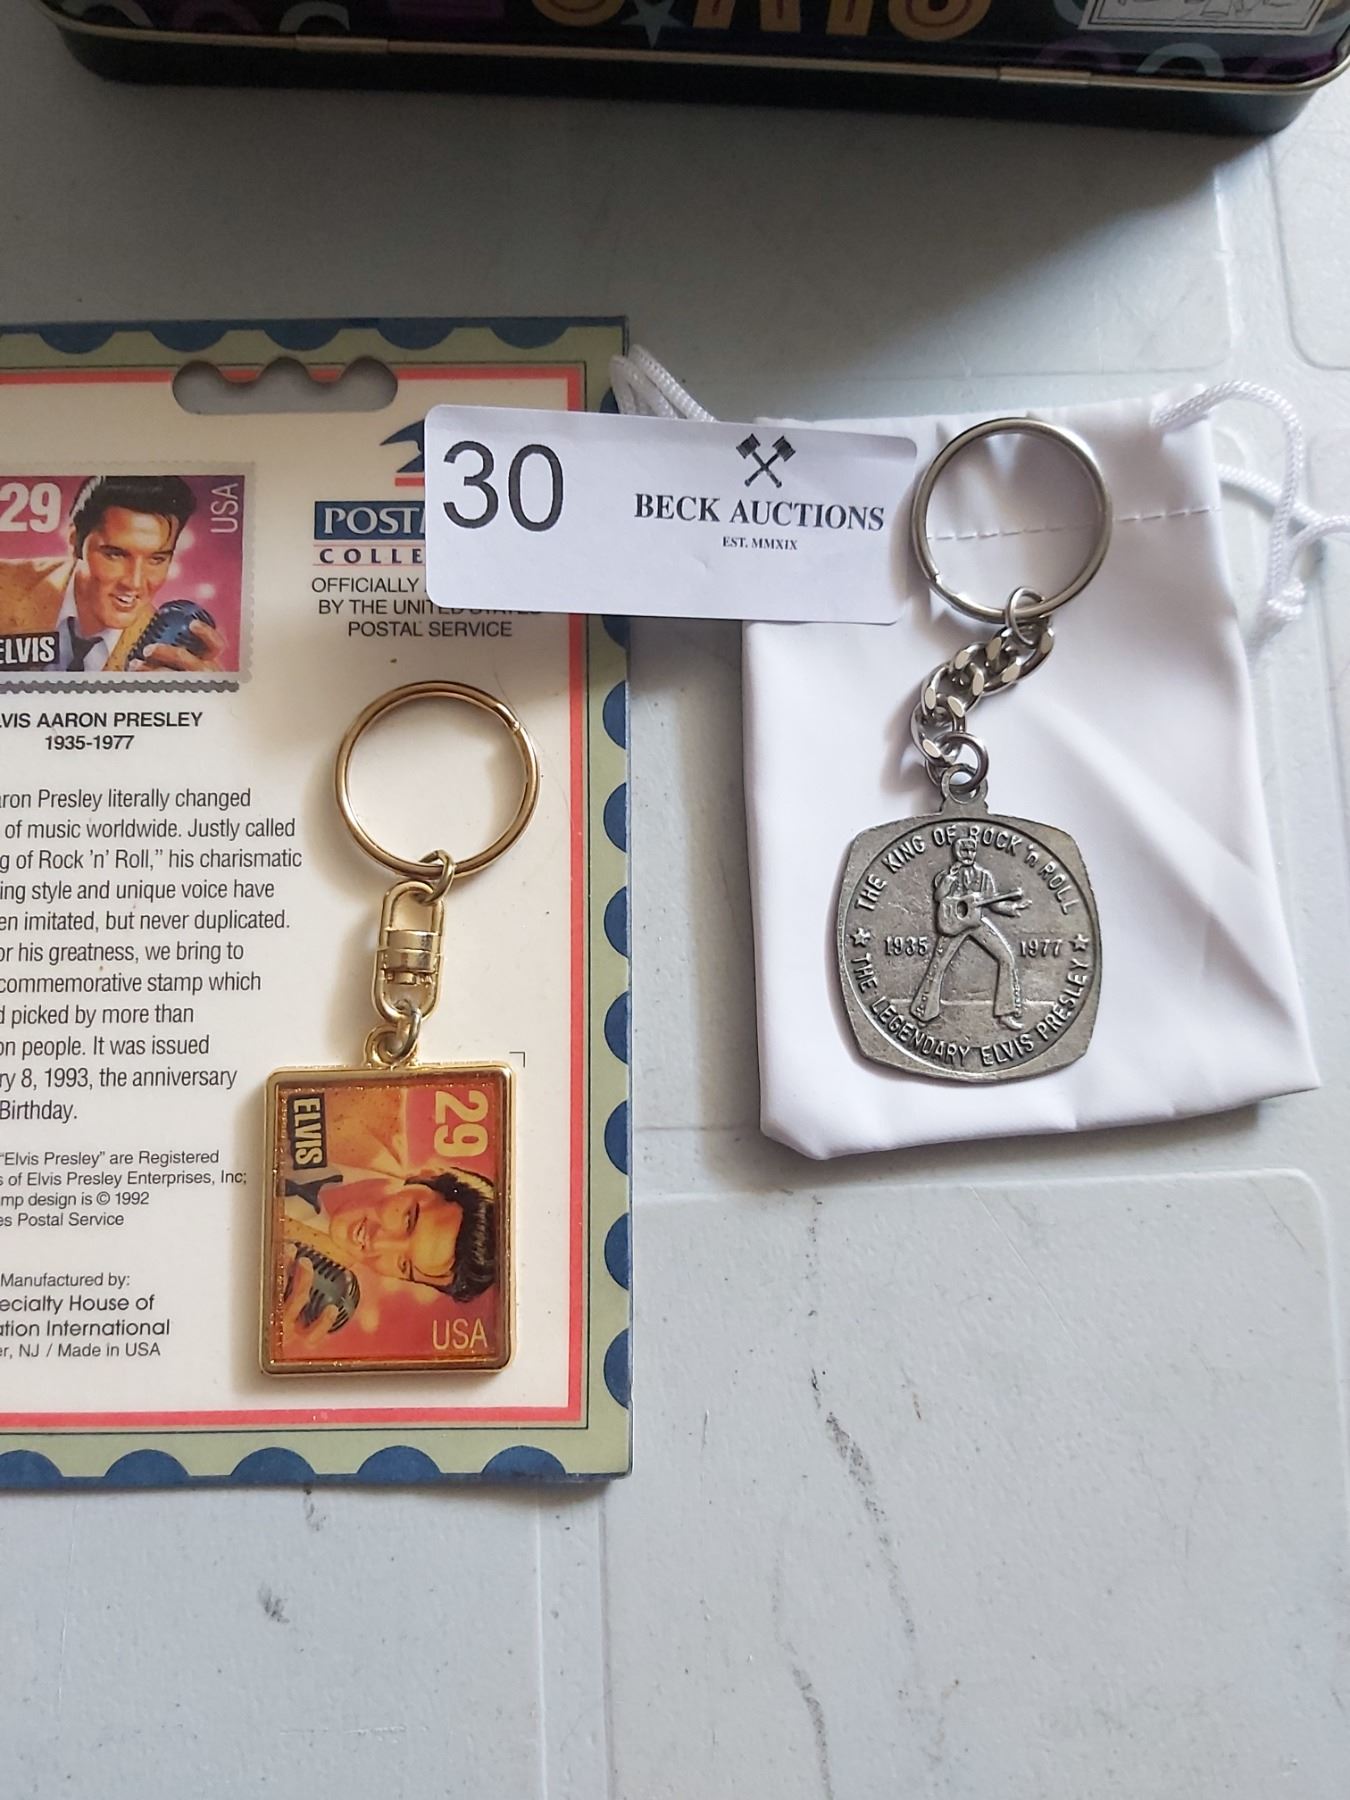 29
USA
ELVIS
POST
COLLE
OFFICIALLY
BY THE UNITED STATES
POSTAL SERVICE
30
BECK AUCTIONS
EST. MMXIX
VIS AARON PRESLEY
1935-1977
aron Presley literally changed
of music worldwide. Justly called
g of Rock 'n' Roll," his charismatic
ing style and unique voice have
en imitated, but never duplicated.
or his greatness, we bring to
commemorative stamp which
d picked by more than
on people. It was issued
ry 8, 1993, the anniversary
Birthday.
"Elvis Presley" are Registered
s of Elvis Presley Enterprises, Inc;
mp design is © 1992
es Postal Service
Manufactured by:
ecialty House of
ation International
er, NJ / Made in USA
29
ELVIS
USA
THE KING OF ROCK 'n ROLL
1935 1977
THE LEGENDARY ELVIS PRESLEY